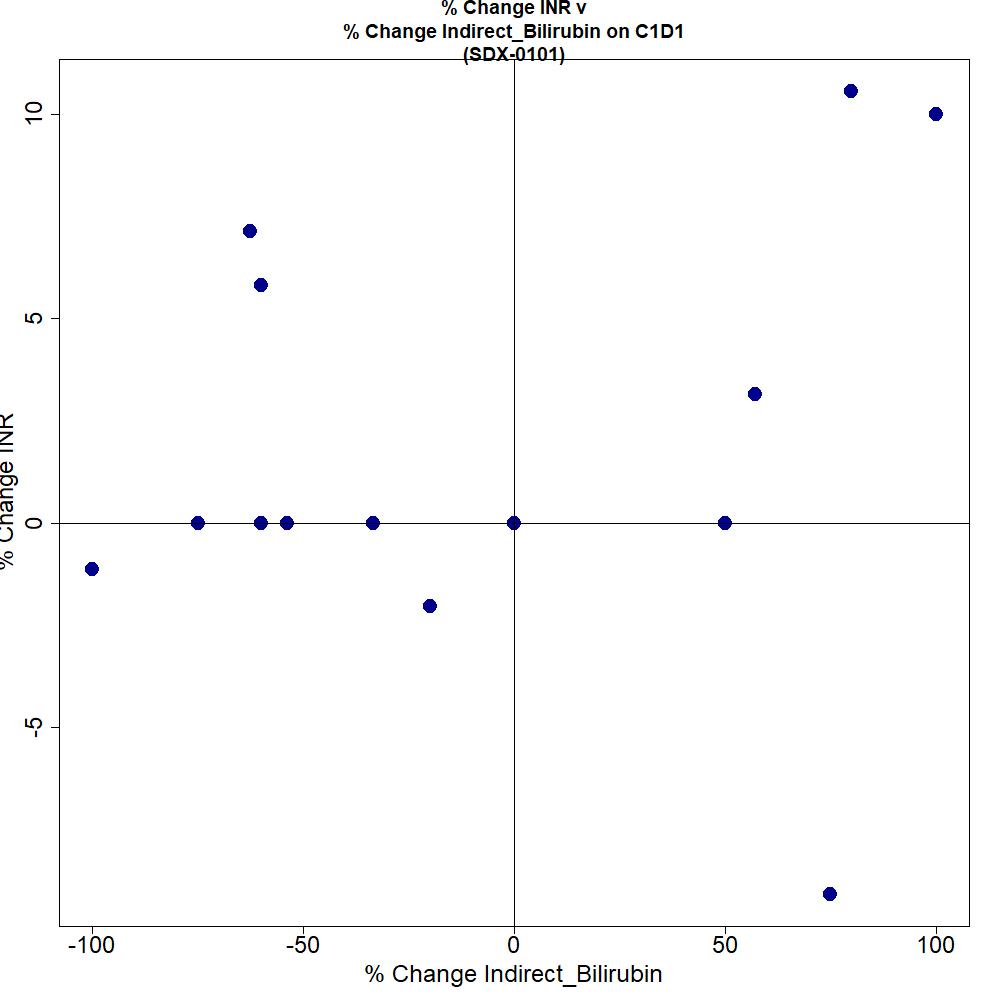 % Change INR v
% Change Indirect_Bilirubin on C1D1
(SDX-0101)
10
5
0
-5
% Change INR
-100
-50
0
50
100
% Change Indirect_Bilirubin